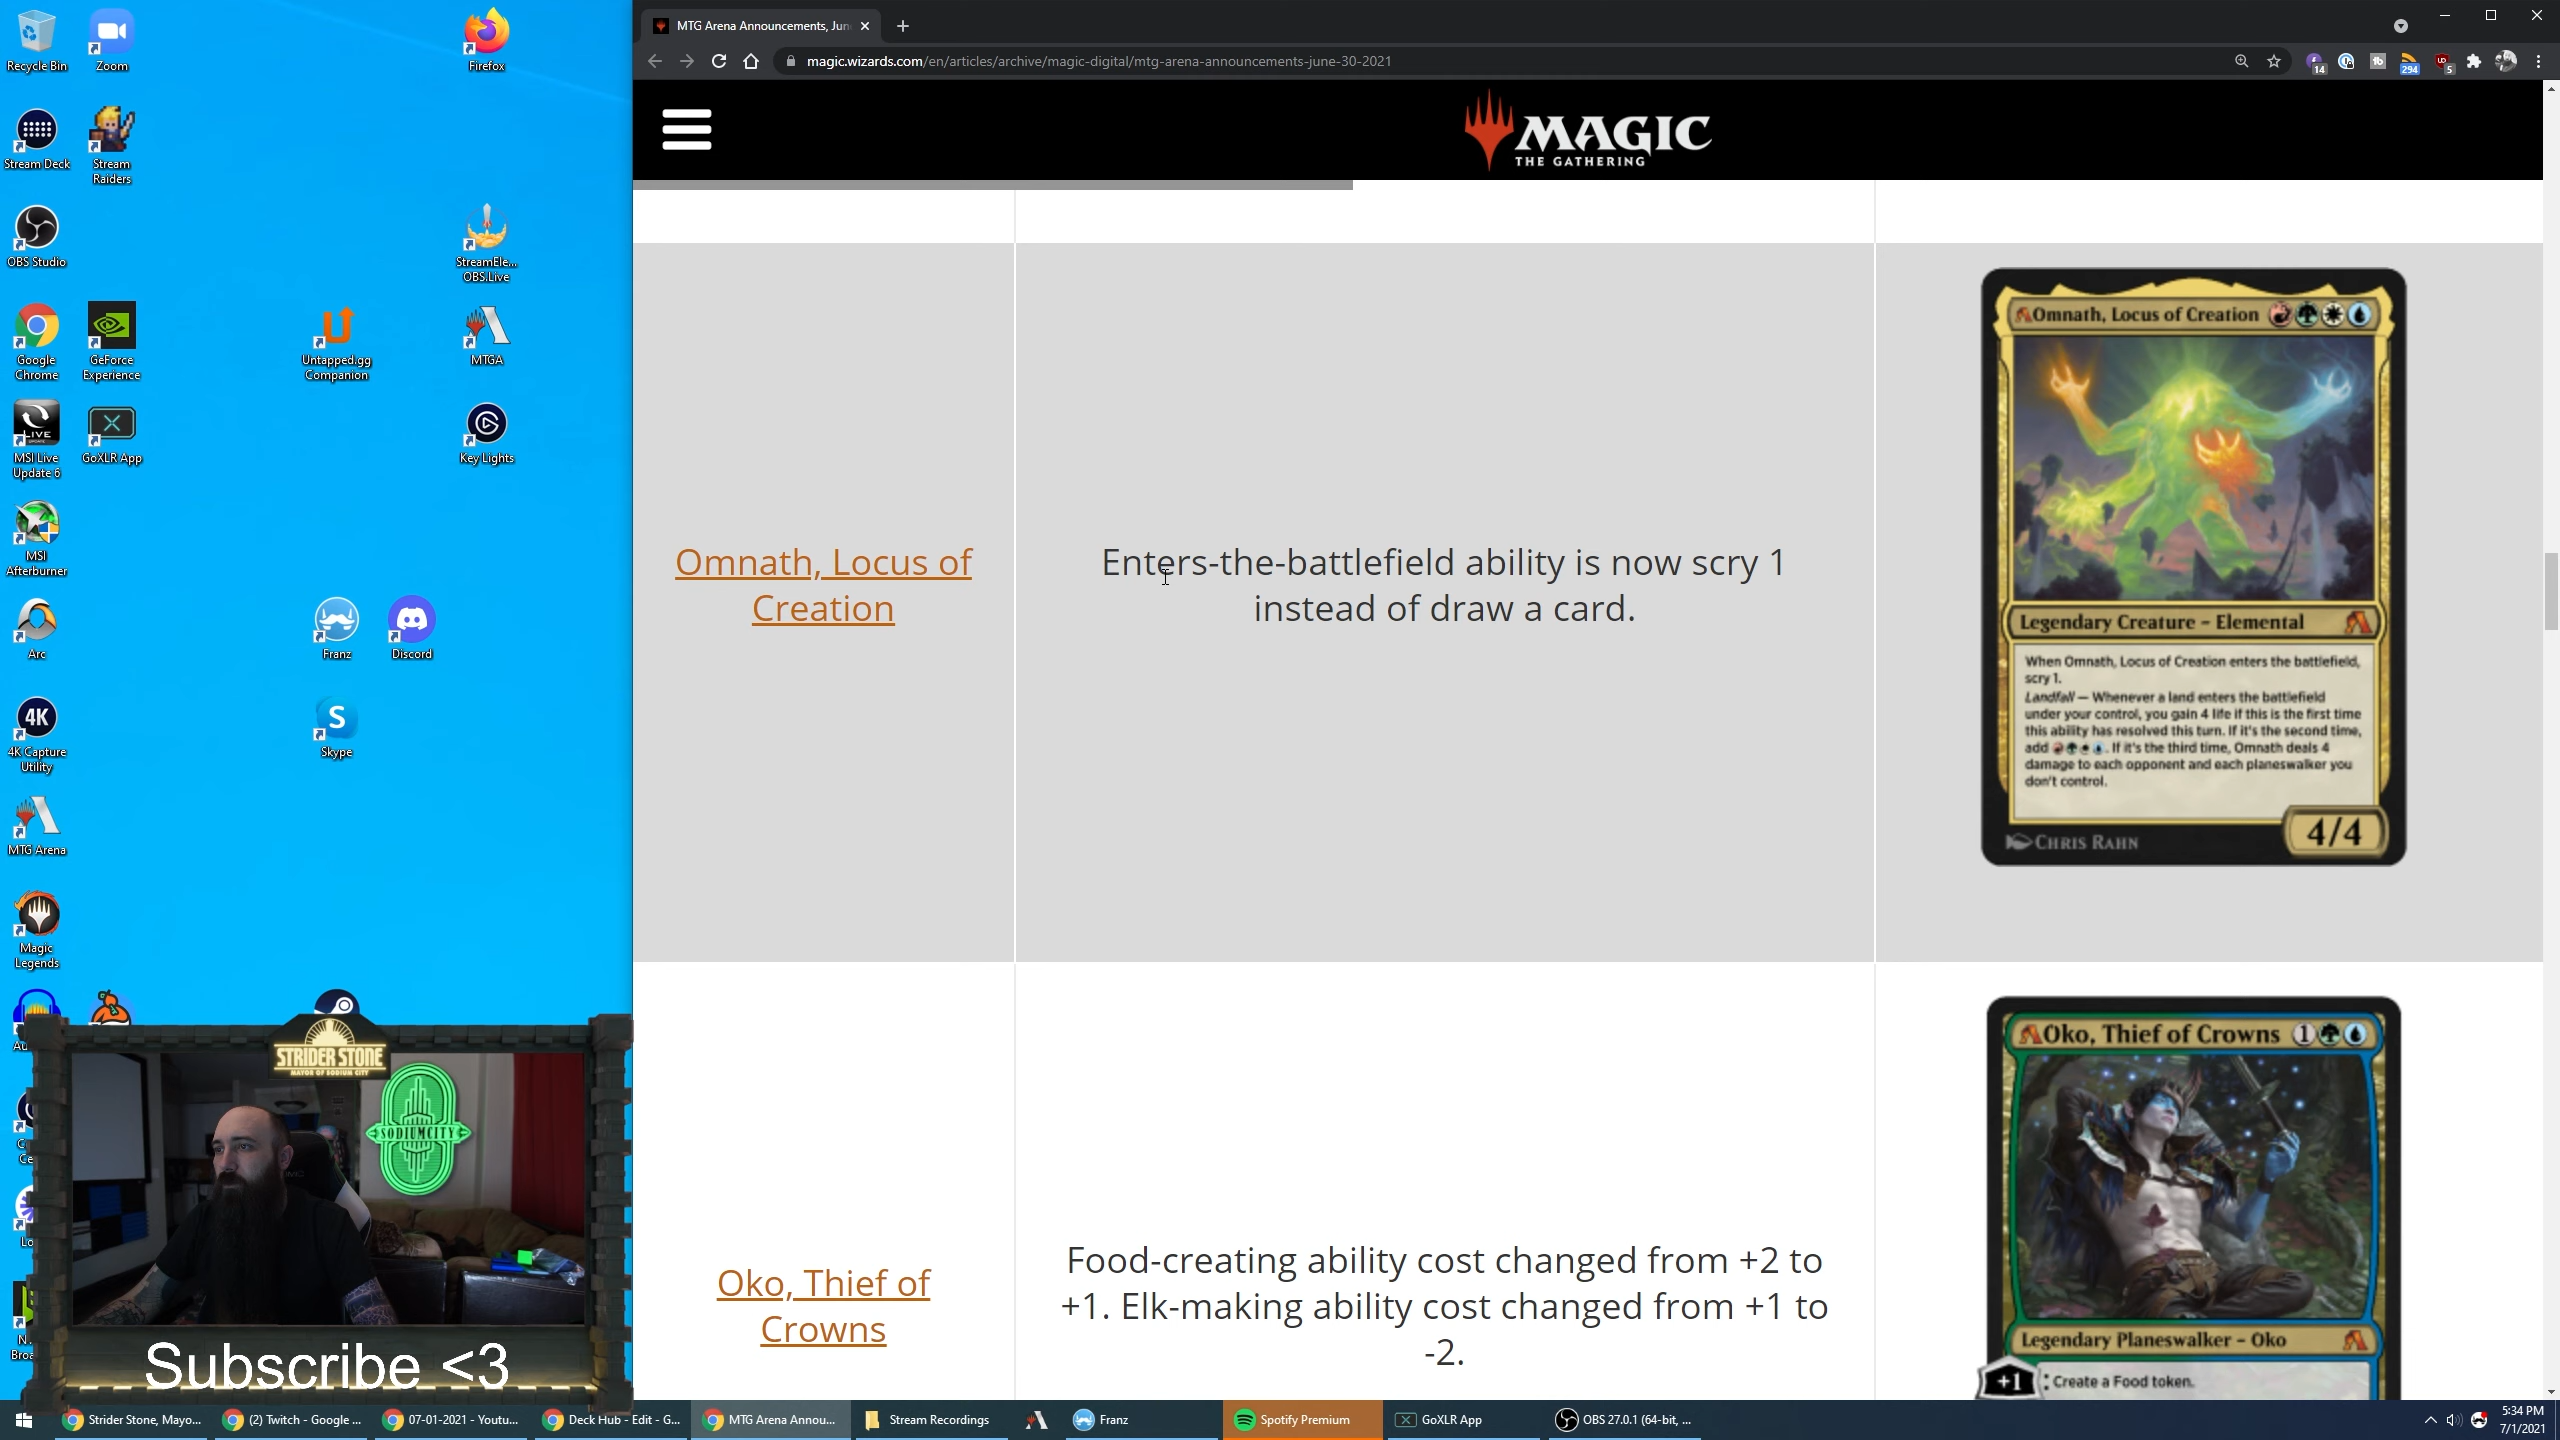 Recycle Bin
Zoom
Firefox
Stream Deck
Stream
Raiders
OBS Studio
StreamEle...
OBS.Live
Google
Chrome
GeForce
Experience
Untapped.gg
Companion
MTGA
LIVE
MSI Live
Update 6
GoXLR App
Key Lights
MSI
Afterburner
Arc
Franz
Discord
4K
4K Capture
Utility
Skype
MTG Arena
Magic
Legends
STRIDER STONE
MAYOR OF SODIUM CITY
SODIUMCITY
Subscribe <3
MTG Arena Announcements, Jun
magic.wizards.com/en/articles/archive/magic-digital/mtg-arena-announcements-june-30-2021
14
294
5
MAGIC
THE GATHERING
Omnath, Locus of
Creation
Enters-the-battlefield ability is now scry 1
instead of draw a card.
Omnath, Locus of Creation
Legendary Creature – Elemental
When Omnath, Locus of Creation enters the battlefield,
scry 1.
Landfall — Whenever a land enters the battlefield
under your control, you gain 4 life if this is the first time
this ability has resolved this turn. If it's the second time,
add . If it's the third time, Omnath deals 4
damage to each opponent and each planeswalker you
don't control.
4/4
CHRIS RAHN
Oko, Thief of
Crowns
Food-creating ability cost changed from +2 to
+1. Elk-making ability cost changed from +1 to
-2.
Oko, Thief of Crowns 1
Legendary Planeswalker – Oko
+1 : Create a Food token.
Strider Stone, Mayo...
(2) Twitch - Google ...
07-01-2021 - Youtu...
Deck Hub - Edit - G...
MTG Arena Annou...
Stream Recordings
Franz
Spotify Premium
GoXLR App
OBS 27.0.1 (64-bit, ...
5:34 PM
7/1/2021